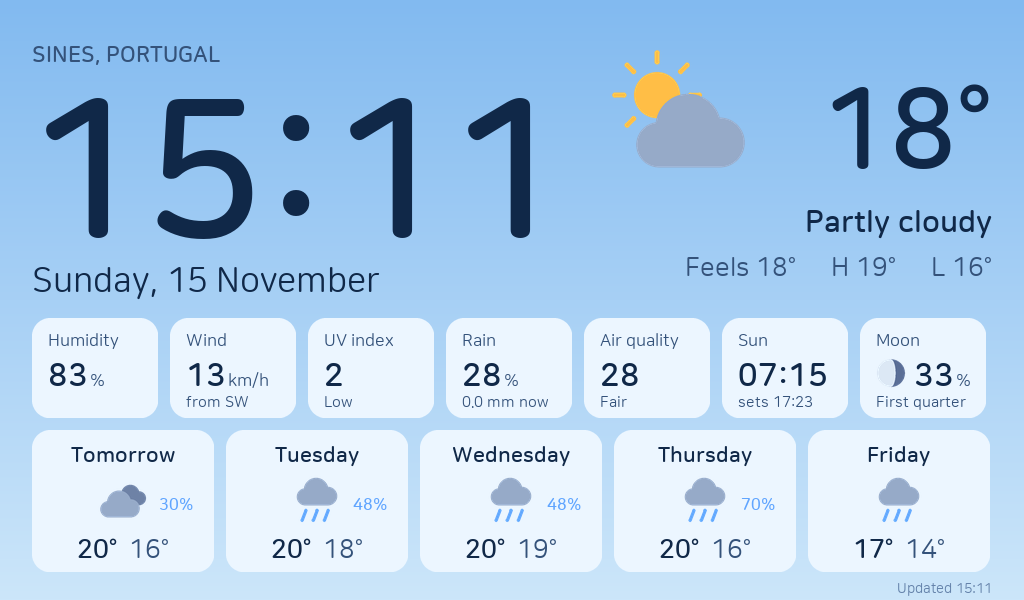 SINES, PORTUGAL
15:11
Sunday, 15 November
18°
Partly cloudy
Feels 18° H 19° L 16°
Humidity
83%
Wind
13 km/h
from SW
UV index
2
Low
Rain
28%
0.0 mm now
Air quality
28
Fair
Sun
07:15
sets 17:23
Moon
33%
First quarter
Tomorrow
30%
20° 16°
Tuesday
48%
20° 18°
Wednesday
48%
20° 19°
Thursday
70%
20° 16°
Friday
17° 14°
Updated 15:11